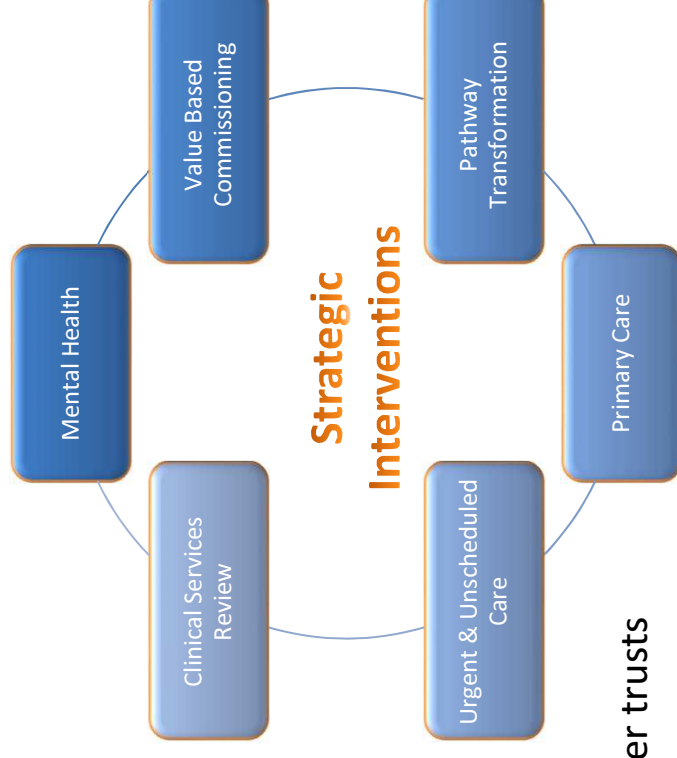 Mental Health
Value Based
Commissioning
Pathway
Transformation
Primary Care
Urgent & Unscheduled
Care
Clinical Services
Review
Strategic
Interventions
er trusts